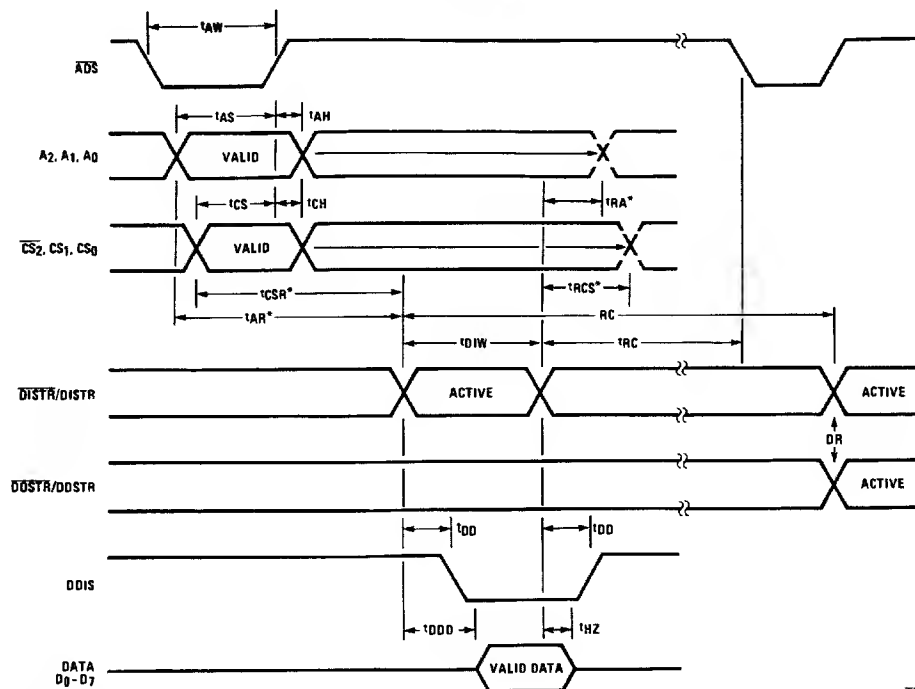 tAW
ADS
tAS tAH
A2, A1, A0 VALID
tRA*
tCS tCH
CS2, CS1, CS0 VALID
tCSR* tRCS*
tAR* RC
tDIW tRC
DISTR/DISTR ACTIVE ACTIVE
OR
DOSTR/DOSTR ACTIVE
tDD tDD
DDIS
tDDD tHZ
DATA
D0-D7 VALID DATA